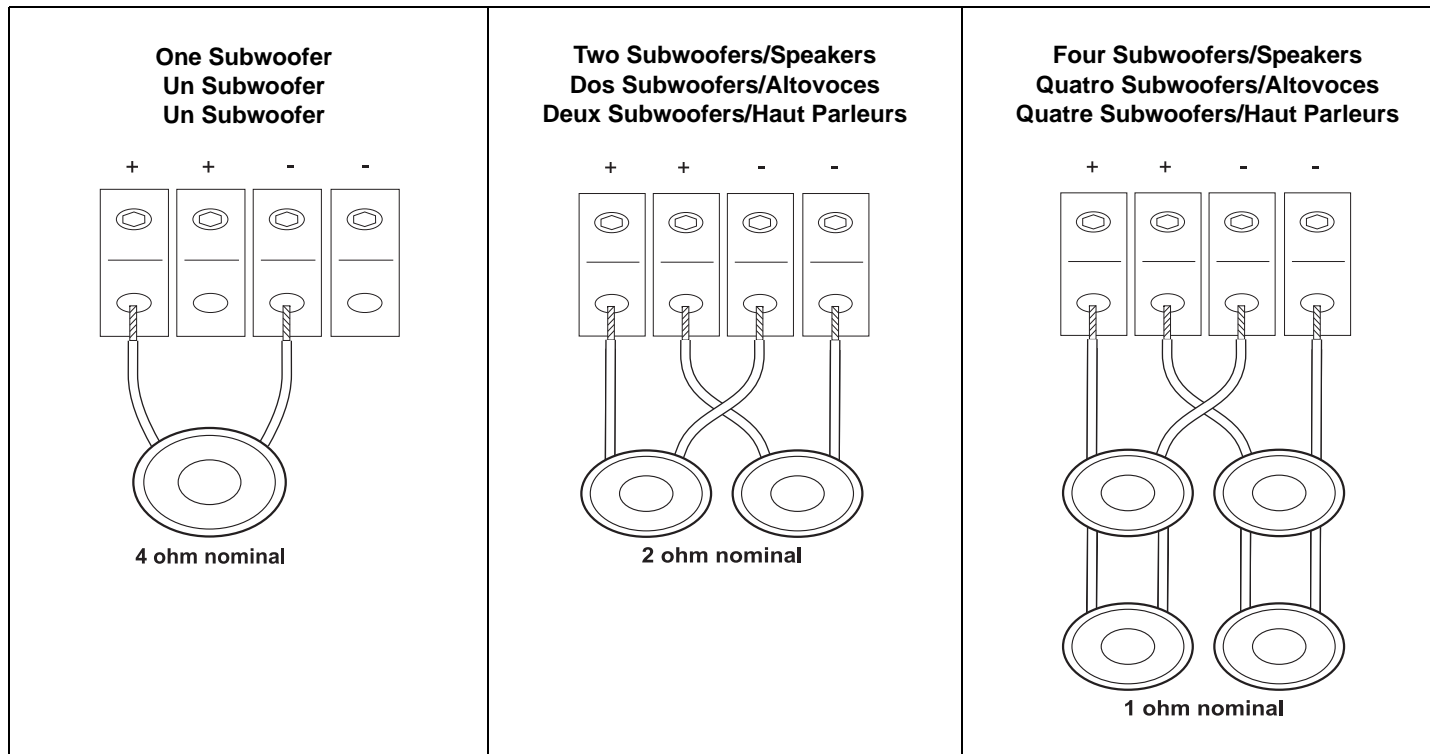 One Subwoofer
Un Subwoofer
Un Subwoofer
+ + - -
4 ohm nominal
Two Subwoofers/Speakers
Dos Subwoofers/Altovoces
Deux Subwoofers/Haut Parleurs
+ + - -
2 ohm nominal
Four Subwoofers/Speakers
Quatro Subwoofers/Altovoces
Quatre Subwoofers/Haut Parleurs
+ + - -
1 ohm nominal